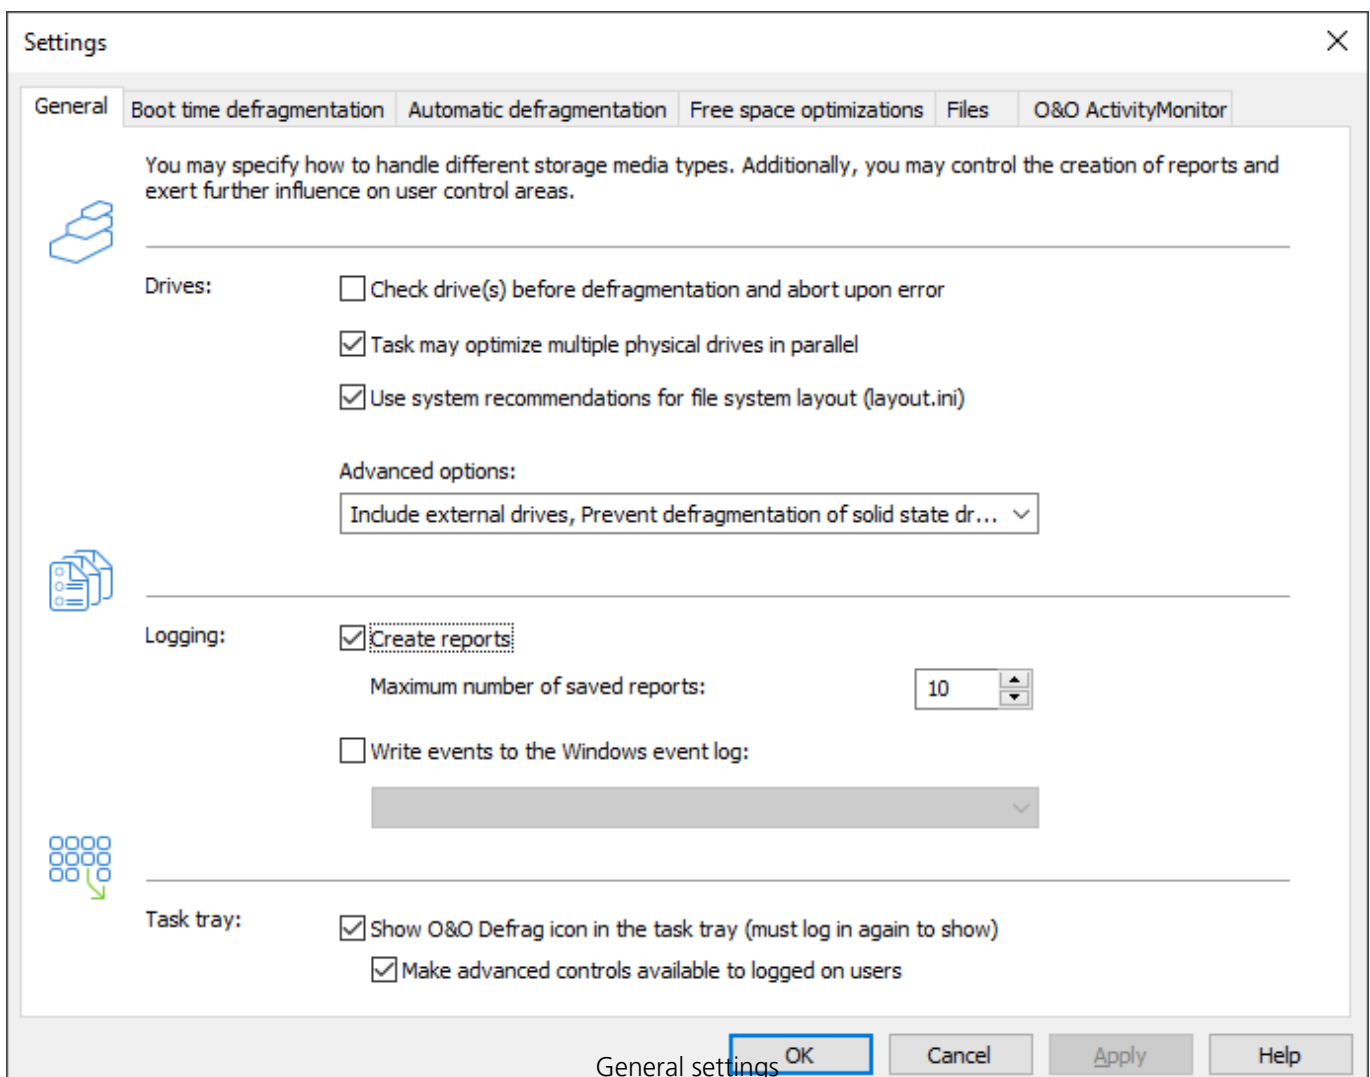 Settings
General
Boot time defragmentation
Automatic defragmentation
Free space optimizations
Files
O&O ActivityMonitor
You may specify how to handle different storage media types. Additionally, you may control the creation of reports and
exert further influence on user control areas.
Drives:
Check drive(s) before defragmentation and abort upon error
Task may optimize multiple physical drives in parallel
Use system recommendations for file system layout (layout.ini)
Advanced options:
Include external drives, Prevent defragmentation of solid state dr...
Logging:
Create reports
Maximum number of saved reports:
10
Write events to the Windows event log:
Task tray:
Show O&O Defrag icon in the task tray (must log in again to show)
Make advanced controls available to logged on users
OK
Cancel
Apply
Help
General settings